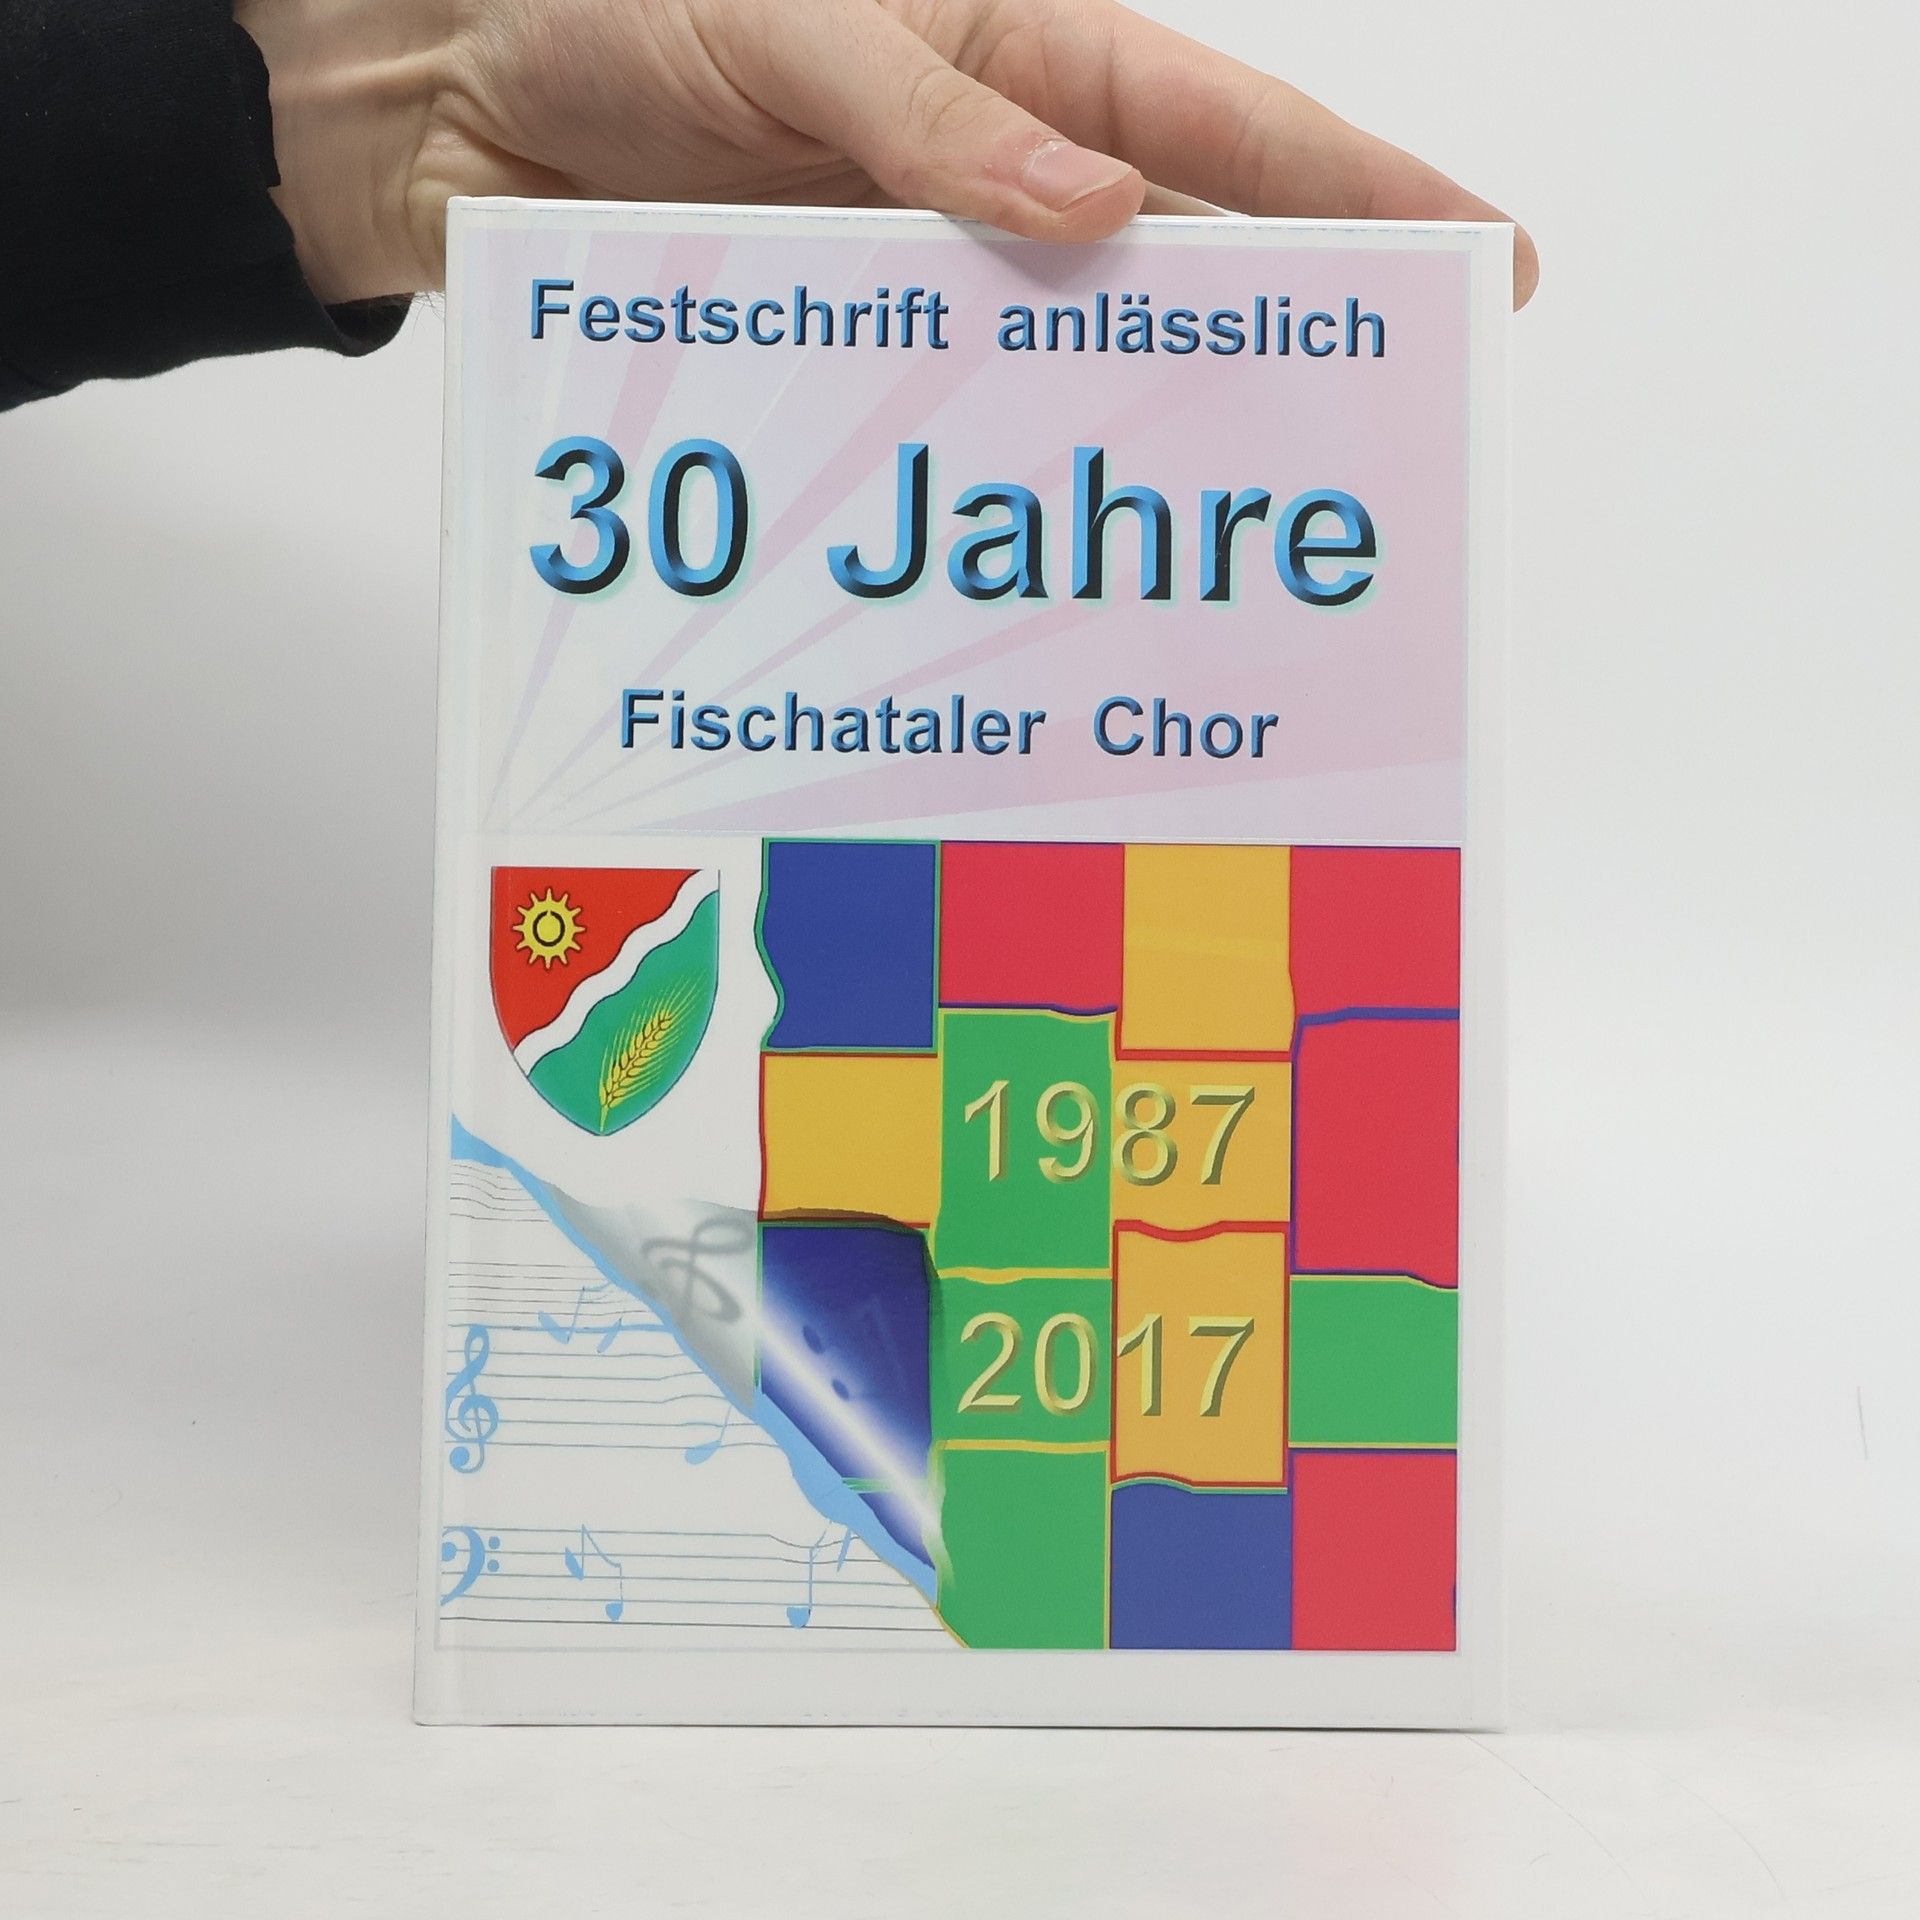 Festschrift anlässlich
30 Jahre
Fischataler Chor
1987
2017